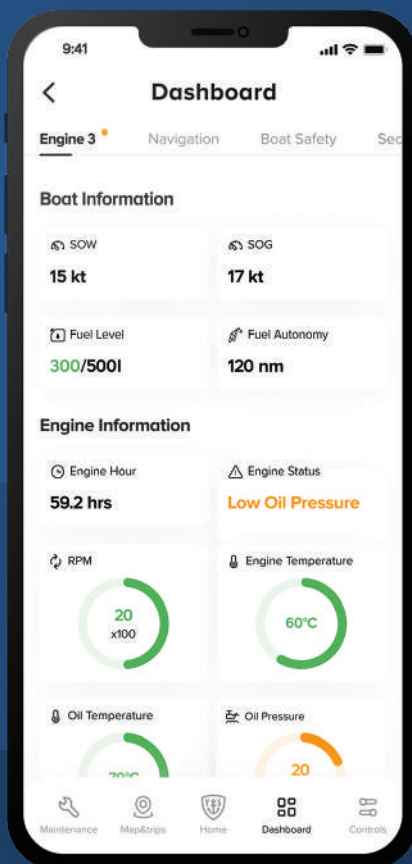 9:41
Dashboard
Engine 3 Navigation Boat Safety Sec
Boat Information
SOW SOG
15 kt 17 kt
Fuel Level Fuel Autonomy
300/500l 120 nm
Engine Information
Engine Hour Engine Status
59.2 hrs Low Oil Pressure
RPM Engine Temperature
20 60°C
x100
Oil Temperature Oil Pressure
70°C 20
Maintenance Map&trips Home Dashboard Controls